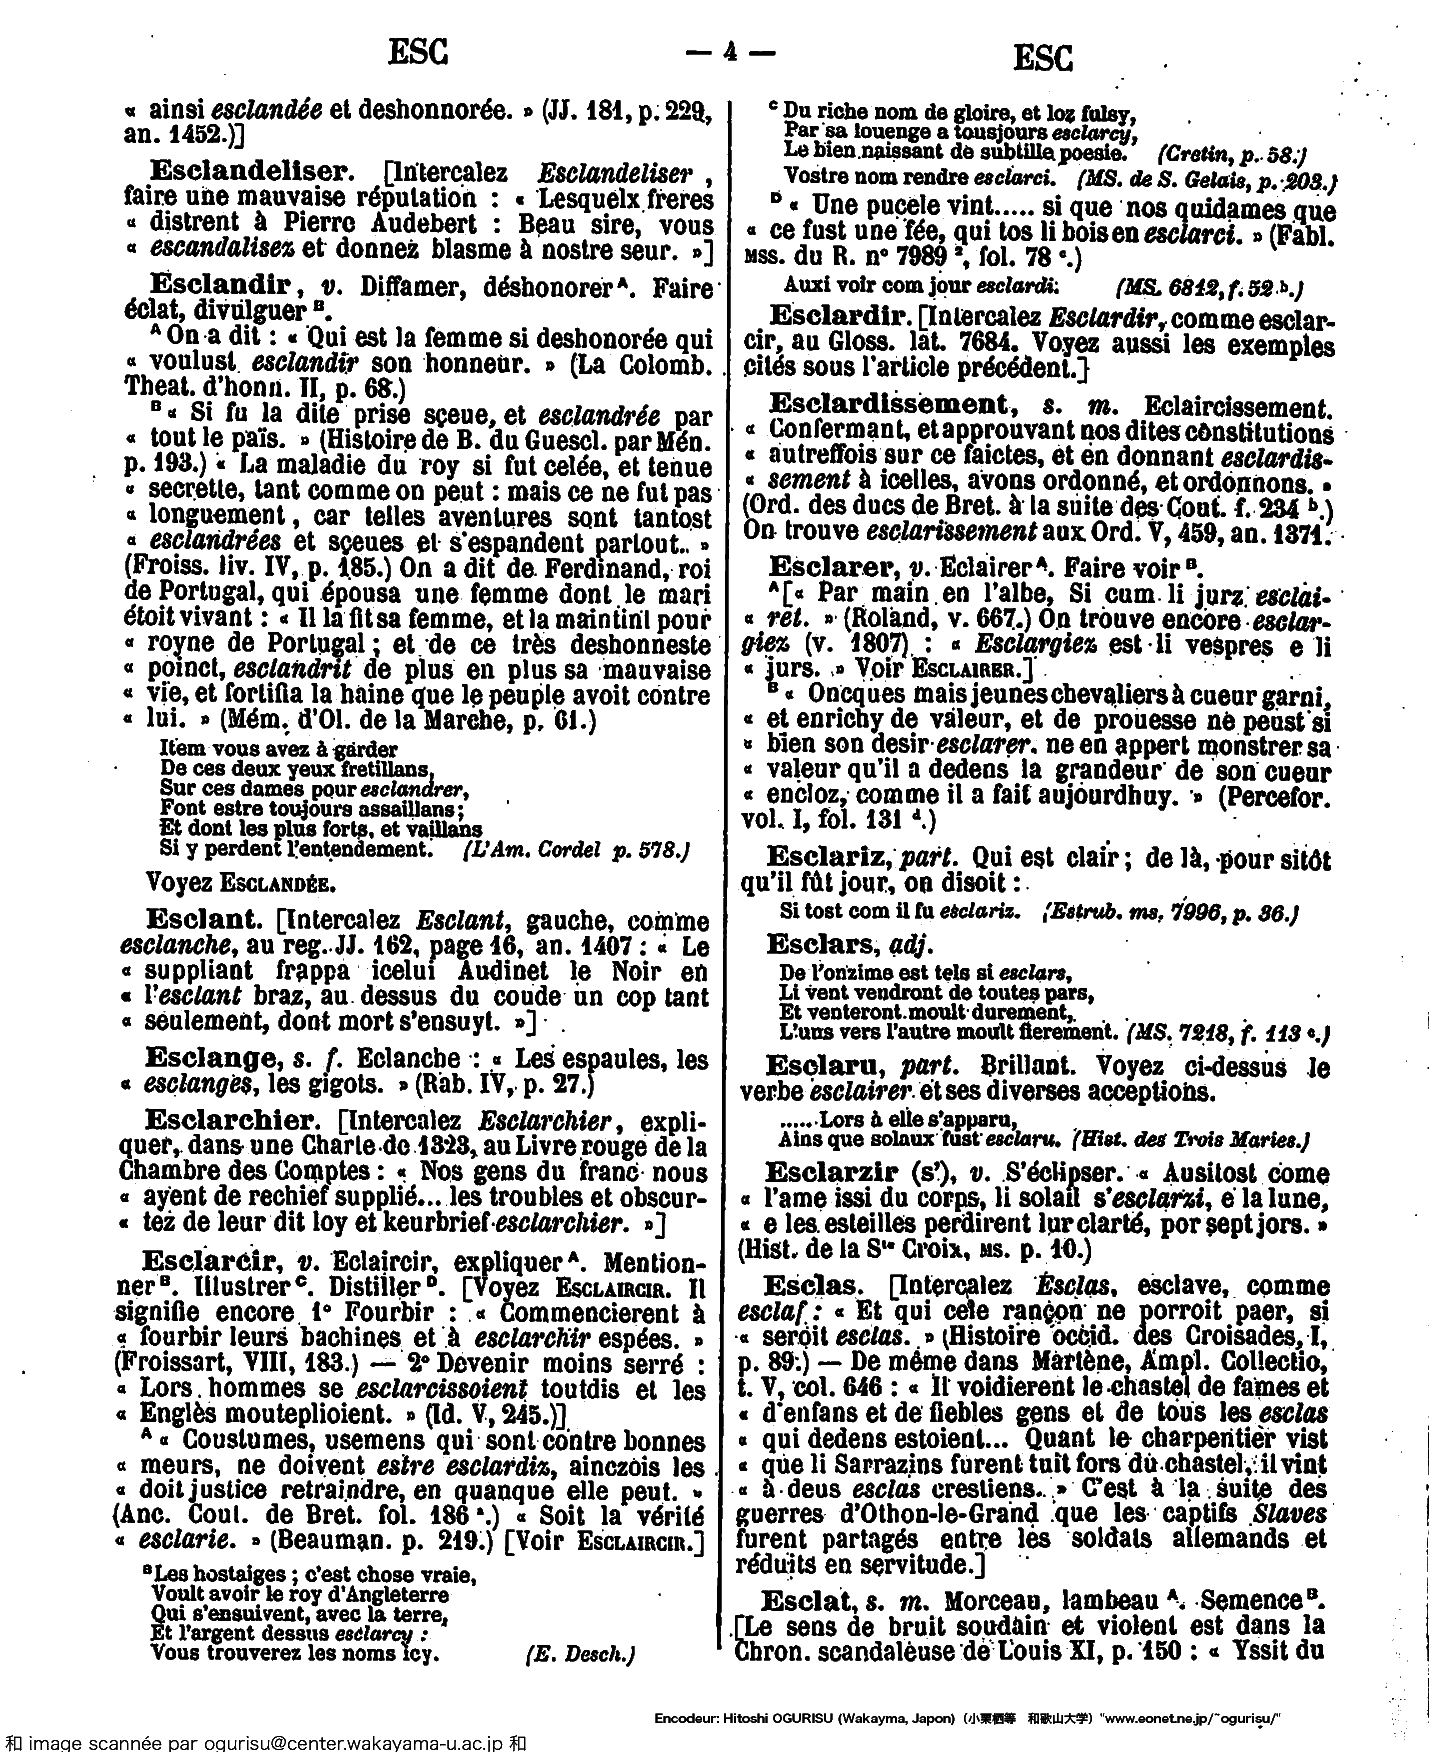 ESC — 4 — ESC
« ainsi esclandée et deshonnorée. » (JJ. 181, p. 229,
an. 1452.)]
Esclandeliser. [Intercalez Esclandeliser ,
faire une mauvaise réputation : « Lesquelx freres
« distrent à Pierre Audebert : Beau sire, vous
« escandalisez et donnez blasme à nostre seur. »]
Esclandir, v. Diffamer, déshonorer A. Faire
éclat, divulguer B.
A On a dit : « Qui est la femme si deshonorée qui
« voulust esclandir son honneur. » (La Colomb.
Theat. d'honn. II, p. 68.)
B « Si fu la dite prise sçeue, et esclandrée par
« tout le païs. » (Histoire de B. du Guescl. par Mén.
p. 193.) « La maladie du roy si fut celée, et tenue
« secrette, tant comme on peut : mais ce ne fut pas
« longuement, car telles aventures sont tantost
« esclandrées et sçeues et s'espandent partout. »
(Froiss. liv. IV, p. 185.) On a dit de Ferdinand, roi
de Portugal, qui épousa une femme dont le mari
étoit vivant : « Il la fit sa femme, et la maintint pour
« royne de Portugal ; et de ce très deshonneste
« poinct, esclandrit de plus en plus sa mauvaise
« vie, et fortifia la haine que le peuple avoit contre
« lui. » (Mém. d'Ol. de la Marche, p. 61.)
Item vous avez à garder
De ces deux yeux fretillans,
Sur ces dames pour esclandrer,
Font estre toujours assaillans ;
Et dont les plus forts, et vaillans
Si y perdent l'entendement. (L'Am. Cordel p. 578.)
Voyez ESCLANDÉE.
Esclant. [Intercalez Esclant, gauche, comme
esclanche, au reg. JJ. 162, page 16, an. 1407 : « Le
« suppliant frappa icelui Audinet le Noir en
« l'esclant braz, au dessus du coude un cop tant
« seulement, dont mort s'ensuyt. »]
Esclange, s. f. Eclanche : « Les espaules, les
« esclanges, les gigots. » (Rab. IV, p. 27.)
Esclarchier. [Intercalez Esclarchier, expli-
quer, dans une Charte de 1323, au Livre rouge de la
Chambre des Comptes : « Nos gens du franc nous
« ayent de rechief supplié... les troubles et obscur-
« tez de leur dit loy et keurbrief esclarchier. »]
Esclarcir, v. Eclaircir, expliquer A. Mention-
ner B. Illustrer C. Distiller D. [Voyez ESCLAIRCIR. Il
signifie encore 1° Fourbir : « Commencierent à
« fourbir leurs bachines et à esclarchir espées. »
(Froissart, VIII, 183.) — 2° Devenir moins serré :
« Lors hommes se esclarcissoient toutdis et les
« Englès mouteplioient. » (Id. V, 245.)]
A « Coustumes, usemens qui sont contre bonnes
« meurs, ne doivent estre esclardiz, ainczois les
« doit justice retraindre, en quanque elle peut. »
(Anc. Cout. de Bret. fol. 186 a.) « Soit la vérité
« esclarie. » (Beauman. p. 219.) [Voir ESCLAIRCIR.]
B Les hostaiges ; c'est chose vraie,
Voult avoir le roy d'Angleterre
Qui s'ensuivent, avec la terre,
Et l'argent dessus esclarcy :
Vous trouverez les noms icy. (E. Desch.)
C Du riche nom de gloire, et loz fulsy,
Par sa louenge a tousjours esclarcy,
Le bien naissant de subtille poesie. (Cretin, p. 58.)
Vostre nom rendre esclarci. (MS. de S. Gelais, p. 203.)
D « Une pucele vint..... si que nos quidames que
« ce fust une fée, qui tos li bois en esclarci. » (Fabl.
MSS. du R. n° 7989 2, fol. 78 c.)
Auxi voir com jour esclardi. (MS. 6812, f. 52 b.)
Esclardir. [Intercalez Esclardir, comme esclar-
cir, au Gloss. lat. 7684. Voyez aussi les exemples
cités sous l'article précédent.]
Esclardissement, s. m. Eclaircissement.
« Confermant, et approuvant nos dites constitutions
« autreffois sur ce faictes, et en donnant esclardis-
« sement à icelles, avons ordonné, et ordonnons. »
(Ord. des ducs de Bret. à la suite des Cout. f. 234 b.)
On trouve esclarissement aux Ord. V, 459, an. 1371.
Esclarer, v. Eclairer A. Faire voir B.
A [« Par main en l'albe, Si cum li jurz esclai-
« ret. » (Roland, v. 667.) On trouve encore esclar-
giez (v. 1807) : « Esclargiez est li vespres e li
« jurs. » Voir ESCLAIRER.]
B « Oncques mais jeunes chevaliers à cueur garni,
« et enrichy de valeur, et de prouesse ne peust si
« bien son desir esclarer. ne en appert monstrer sa
« valeur qu'il a dedens la grandeur de son cueur
« encloz, comme il a fait aujourdhuy. » (Percefor.
vol. I, fol. 131 d.)
Esclariz, part. Qui est clair ; de là, pour sitôt
qu'il fût jour, on disoit :
Si tost com il fu esclariz. (Estrub. ms. 7996, p. 36.)
Esclars, adj.
De l'onzime est tels si esclars,
Li vent vendront de toutes pars,
Et venteront moult durement,
L'uns vers l'autre moult fierement. (MS. 7218, f. 113 c.)
Esclaru, part. Brillant. Voyez ci-dessus le
verbe esclairer et ses diverses acceptions.
..... Lors à elle s'apparu,
Ains que solaux fust esclaru. (Hist. des Trois Maries.)
Esclarzir (s'), v. S'éclipser. « Ausitost come
« l'ame issi du corps, li solail s'esclarzi, e la lune,
« e les esteilles perdirent lur clarté, por sept jors. »
(Hist. de la Ste Croix, MS. p. 10.)
Esclas. [Intercalez Esclas, esclave, comme
esclaf : « Et qui cete rançon ne porroit paer, si
« seroit esclas. » (Histoire occid. des Croisades, I,
p. 89.) — De même dans Martène, Ampl. Collectio,
t. V, col. 646 : « Il voidierent le chastel de fames et
« d'enfans et de fiebles gens et de tous les esclas
« qui dedens estoient... Quant le charpentier vist
« que li Sarrazins furent tuit fors du chastel, il vint
« à deus esclas crestiens. » C'est à la suite des
guerres d'Othon-le-Grand que les captifs Slaves
furent partagés entre les soldats allemands et
réduits en servitude.]
Esclat, s. m. Morceau, lambeau A. Semence B.
[Le sens de bruit soudain et violent est dans la
Chron. scandaleuse de Louis XI, p. 150 : « Yssit du
Encodeur: Hitoshi OGURISU (Wakayma, Japon) (小栗栖等 和歌山大学) "www.eonet.ne.jp/~ogurisu/"
和 image scannée par ogurisu@center.wakayama-u.ac.jp 和